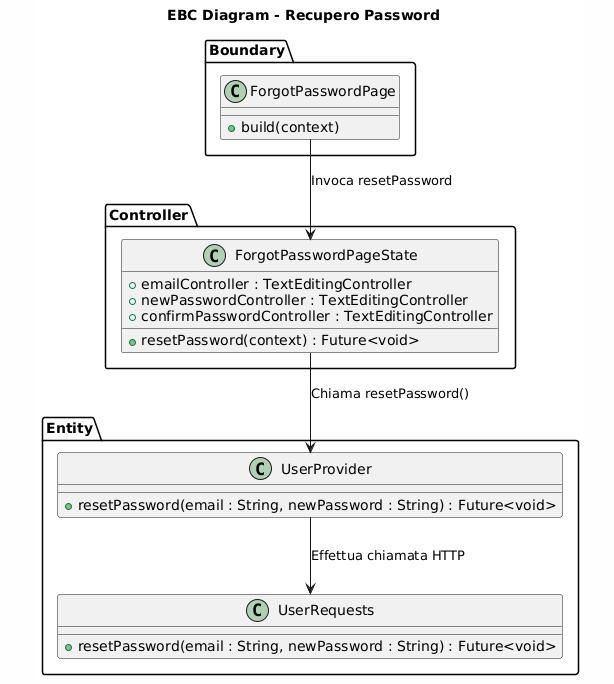 EBC Diagram - Recupero Password
Boundary
C ForgotPasswordPage
build(context)
Invoca resetPassword
Controller
C ForgotPasswordPageState
emailController : TextEditingController
newPasswordController : TextEditingController
confirmPasswordController : TextEditingController
resetPassword(context) : Future<void>
Chiama resetPassword()
Entity
C UserProvider
resetPassword(email : String, newPassword : String) : Future<void>
Effettua chiamata HTTP
C UserRequests
resetPassword(email : String, newPassword : String) : Future<void>